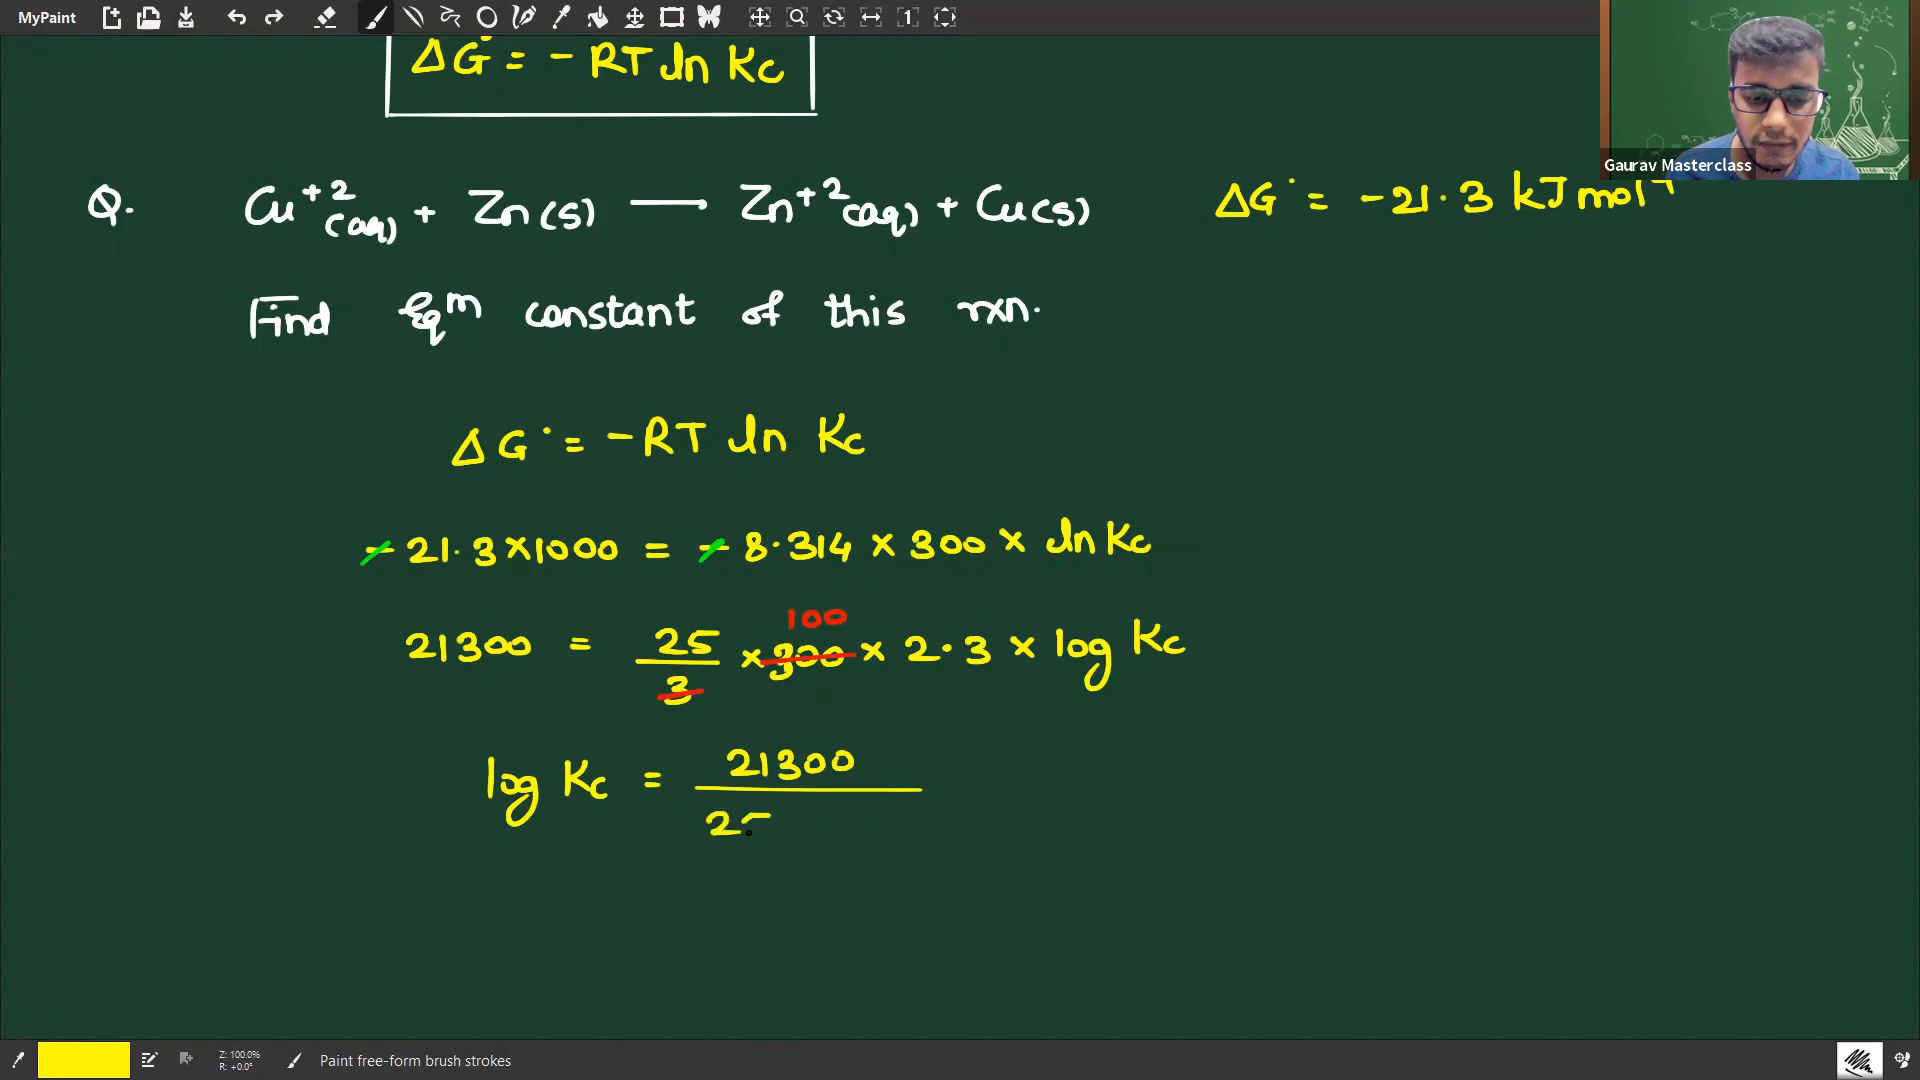 MyPaint
ΔG° = - RT ln Kc
Gaurav Masterclass
Q. Cu⁺²(aq) + Zn(s) ⟶ Zn⁺²(aq) + Cu(s) ΔG° = -21.3 kJ mol⁻¹
Find Eqᵐ constant of this rxn.
ΔG° = -RT ln Kc
- 21.3×1000 = - 8.314 × 300 × ln Kc
100
21300 = 25/3 × 300 × 2.3 × log Kc
log Kc = 21300
25
Z: 100.0%
R: +0.0°
Paint free-form brush strokes